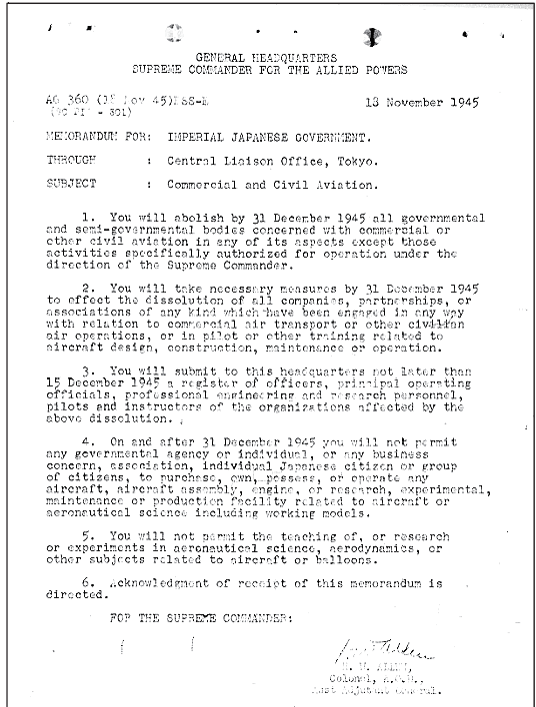 GENERAL HEADQUARTERS
SUPREME COMMANDER FOR THE ALLIED POWERS
AG 360 (18 Nov 45)ESS-E
(SCAPIN - 301)
18 November 1945
MEMORANDUM FOR: IMPERIAL JAPANESE GOVERNMENT.
THROUGH : Central Liaison Office, Tokyo.
SUBJECT : Commercial and Civil Aviation.
1. You will abolish by 31 December 1945 all governmental
and semi-governmental bodies concerned with commercial or
other civil aviation in any of its aspects except those
activities specifically authorized for operation under the
direction of the Supreme Commander.
2. You will take necessary measures by 31 December 1945
to effect the dissolution of all companies, partnerships, or
associations of any kind which have been engaged in any way
with relation to commercial air transport or other civilian
air operations, or in pilot or other training related to
aircraft design, construction, maintenance or operation.
3. You will submit to this headquarters not later than
15 December 1945 a register of officers, principal operating
officials, professional engineering and research personnel,
pilots and instructors of the organizations affected by the
above dissolution.
4. On and after 31 December 1945 you will not permit
any governmental agency or individual, or any business
concern, association, individual Japanese citizen or group
of citizens, to purchase, own, possess, or operate any
aircraft, aircraft assembly, engine, or research, experimental,
maintenance or production facility related to aircraft or
aeronautical science including working models.
5. You will not permit the teaching of, or research
or experiments in aeronautical science, aerodynamics, or
other subjects related to aircraft or balloons.
6. Acknowledgment of receipt of this memorandum is
directed.
FOR THE SUPREME COMMANDER:
H. W. ALLEN,
Colonel, A.G.D.,
Asst Adjutant General.